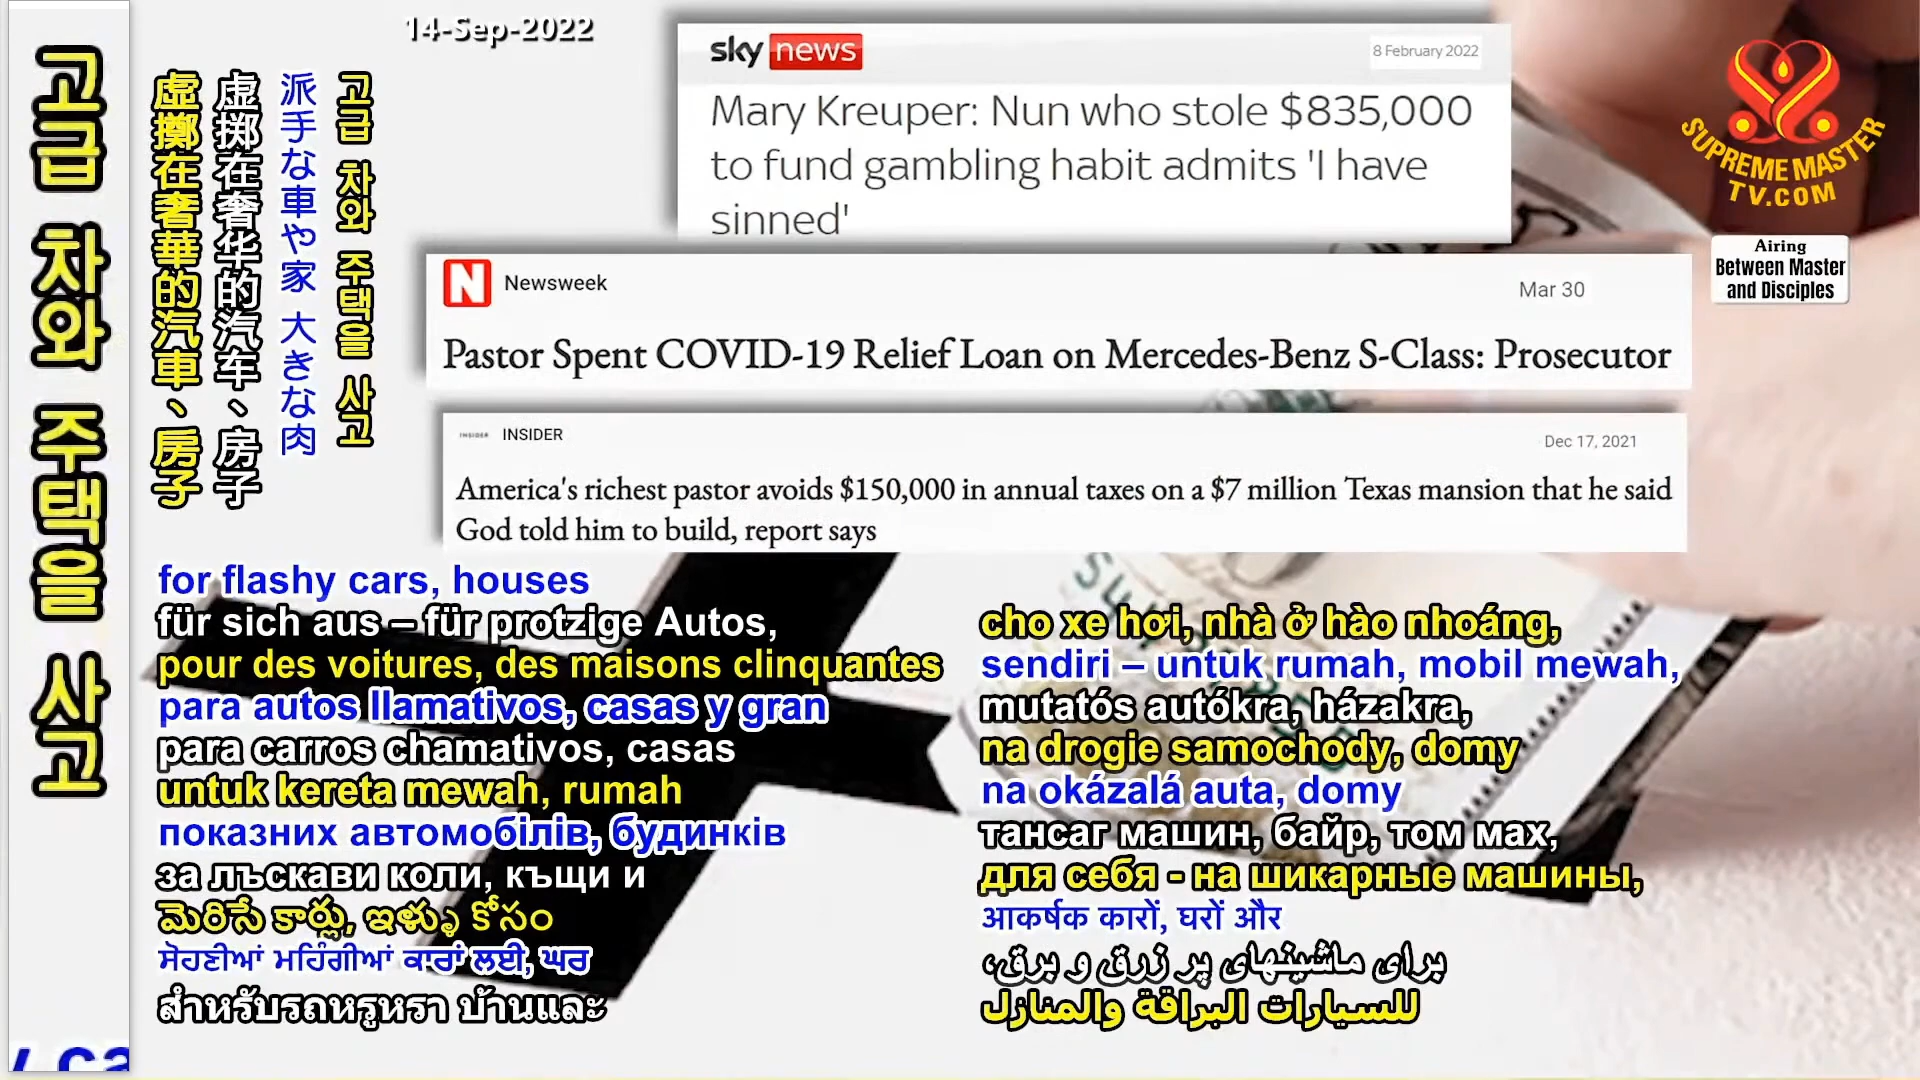 14-Sep-2022
고급 차와 주택을 사고
虛擲在奢華的汽車、房子
虚掷在奢华的汽车、房子
派手な車や家 大きな肉
고급 차와 주택을 사고
sky news
8 February 2022
Mary Kreuper: Nun who stole $835,000
to fund gambling habit admits 'I have
sinned'
SUPREME MASTER
TV.COM
Airing
Between Master
and Disciples
N Newsweek
Mar 30
Pastor Spent COVID-19 Relief Loan on Mercedes-Benz S-Class: Prosecutor
INSIDER INSIDER
Dec 17, 2021
America's richest pastor avoids $150,000 in annual taxes on a $7 million Texas mansion that he said
God told him to build, report says
for flashy cars, houses
für sich aus – für protzige Autos,
pour des voitures, des maisons clinquantes
para autos llamativos, casas y gran
para carros chamativos, casas
untuk kereta mewah, rumah
показних автомобілів, будинків
за лъскави коли, къщи и
మెరిసే కార్లు, ఇళ్ళు కోసం
ਸੋਹਣੀਆਂ ਮਹਿੰਗੀਆਂ ਕਾਰਾਂ ਲਈ, ਘਰ
สำหรับรถหรูหรา บ้านและ
cho xe hơi, nhà ở hào nhoáng,
sendiri – untuk rumah, mobil mewah,
mutatós autókra, házakra,
na drogie samochody, domy
na okázalá auta, domy
тансаг машин, байр, том мах,
для себя - на шикарные машины,
आकर्षक कारों, घरों और
برای ماشینهای پر زرق و برق،
للسيارات البراقة والمنازل